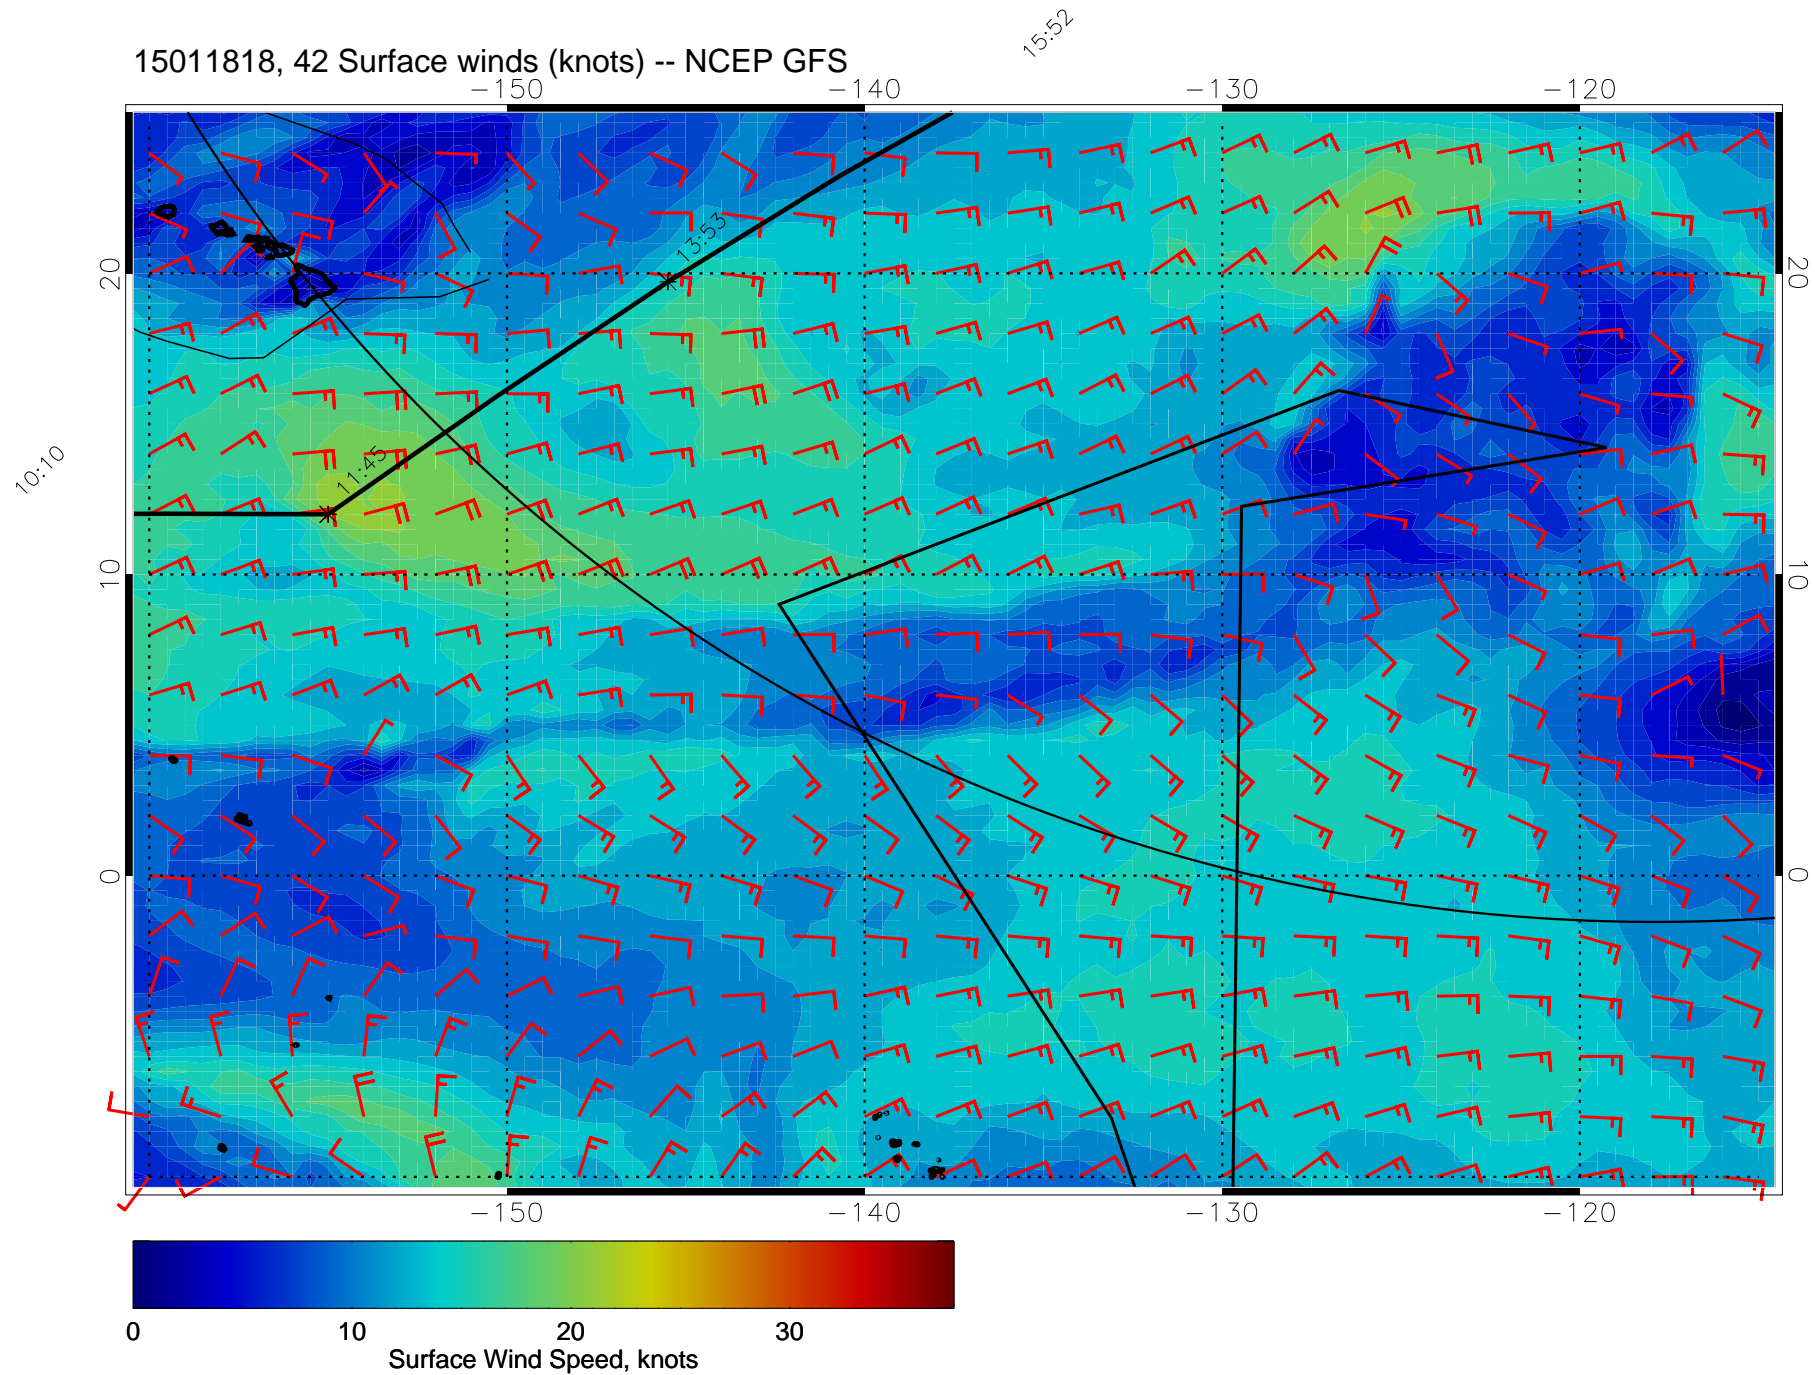 15:52
15011818, 42 Surface winds (knots) -- NCEP GFS
-150 -140 -130 -120
13:53
20 20
11:45
10:10
10 10
0 0
-150 -140 -130 -120
0 10 20 30
Surface Wind Speed, knots